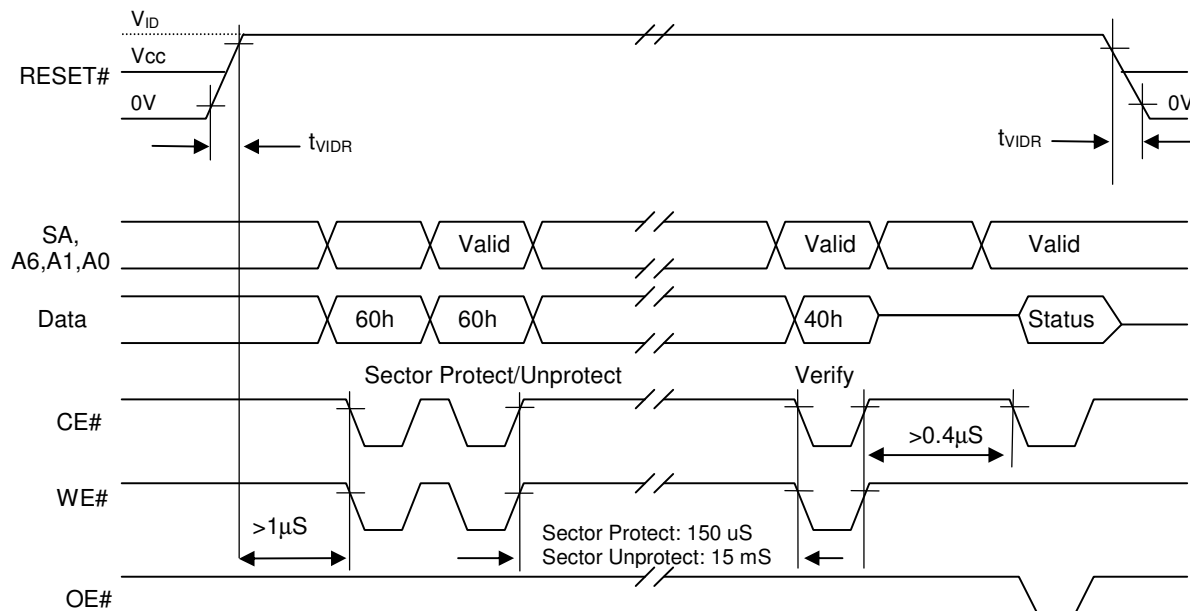 VID
Vcc
RESET#
0V
0V
tVIDR
tVIDR
SA,
A6,A1,A0
Valid
Valid
Valid
Data
60h
60h
40h
Status
Sector Protect/Unprotect
Verify
CE#
>0.4μS
WE#
>1μS
Sector Protect: 150 uS
Sector Unprotect: 15 mS
OE#